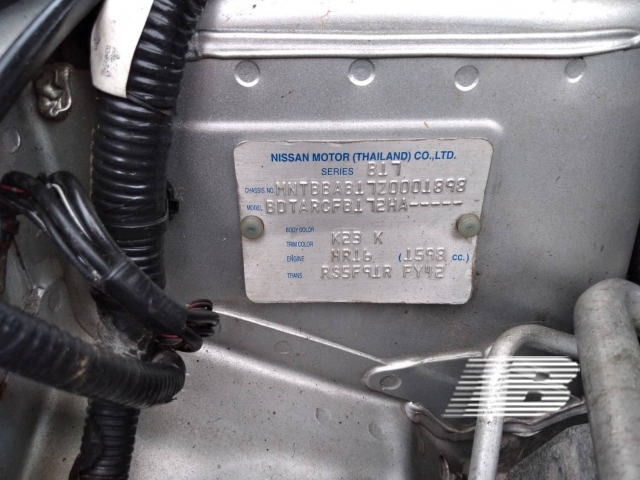 NISSAN MOTOR (THAILAND) CO.,LTD.
SERIES B17
CHASSIS NO. MNTBBAB17Z0001898
MODEL BDTARCFB172HA-----
BODY COLOR
TRIM COLOR K23 K
ENGINE HR16 (1598 CC.)
TRANS RS5F91R FY42
B